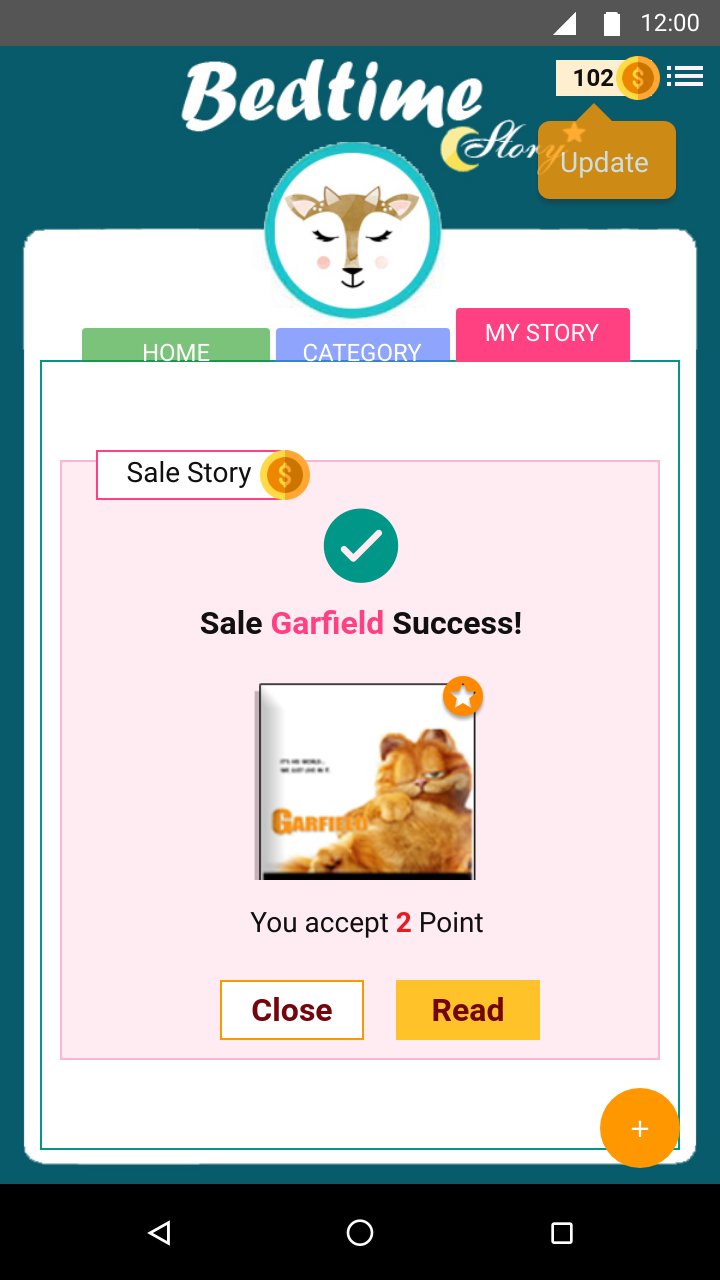 12:00
Bedtime
Story
102
Update
HOME
CATEGORY
MY STORY
Sale Story
Sale Garfield Success!
IT'S HIS WORLD...
WE JUST LIVE IN IT.
GARFIELD
You accept 2 Point
Close
Read
+